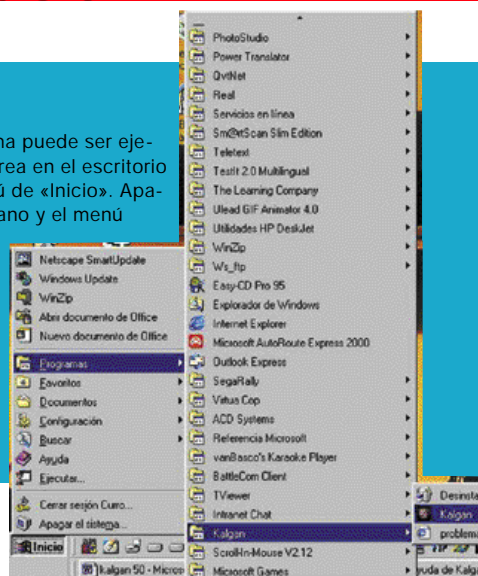 na puede ser eje-
rea en el escritorio
ú de «Inicio». Apa-
ano y el menú
Netscape SmartUpdate
Windows Update
WinZip
Abrir documento de Office
Nuevo documento de Office
Programas
Favoritos
Documentos
Configuración
Buscar
Ayuda
Ejecutar...
Cerrar sesión Curro...
Apagar el sistema...
Inicio
Kalgan 50 - Micros
PhotoStudio
Power Translator
QvtNet
Real
Servicios en línea
Sm@rtScan Slim Edition
Teletext
TestIt 2.0 Multilingual
The Learning Company
Ulead GIF Animator 4.0
Utilidades HP DeskJet
WinZip
Ws_ftp
Easy-CD Pro 95
Explorador de Windows
Internet Explorer
Microsoft AutoRoute Express 2000
Outlook Express
SegaRally
Virtua Cop
ACD Systems
Referencia Microsoft
vanBasco's Karaoke Player
BattleCom Client
TViewer
Intranet Chat
Kalgan
Scroll-In-Mouse V2.12
Microsoft Games
Desinsta
Kalgan
problema
yuda de Kalga